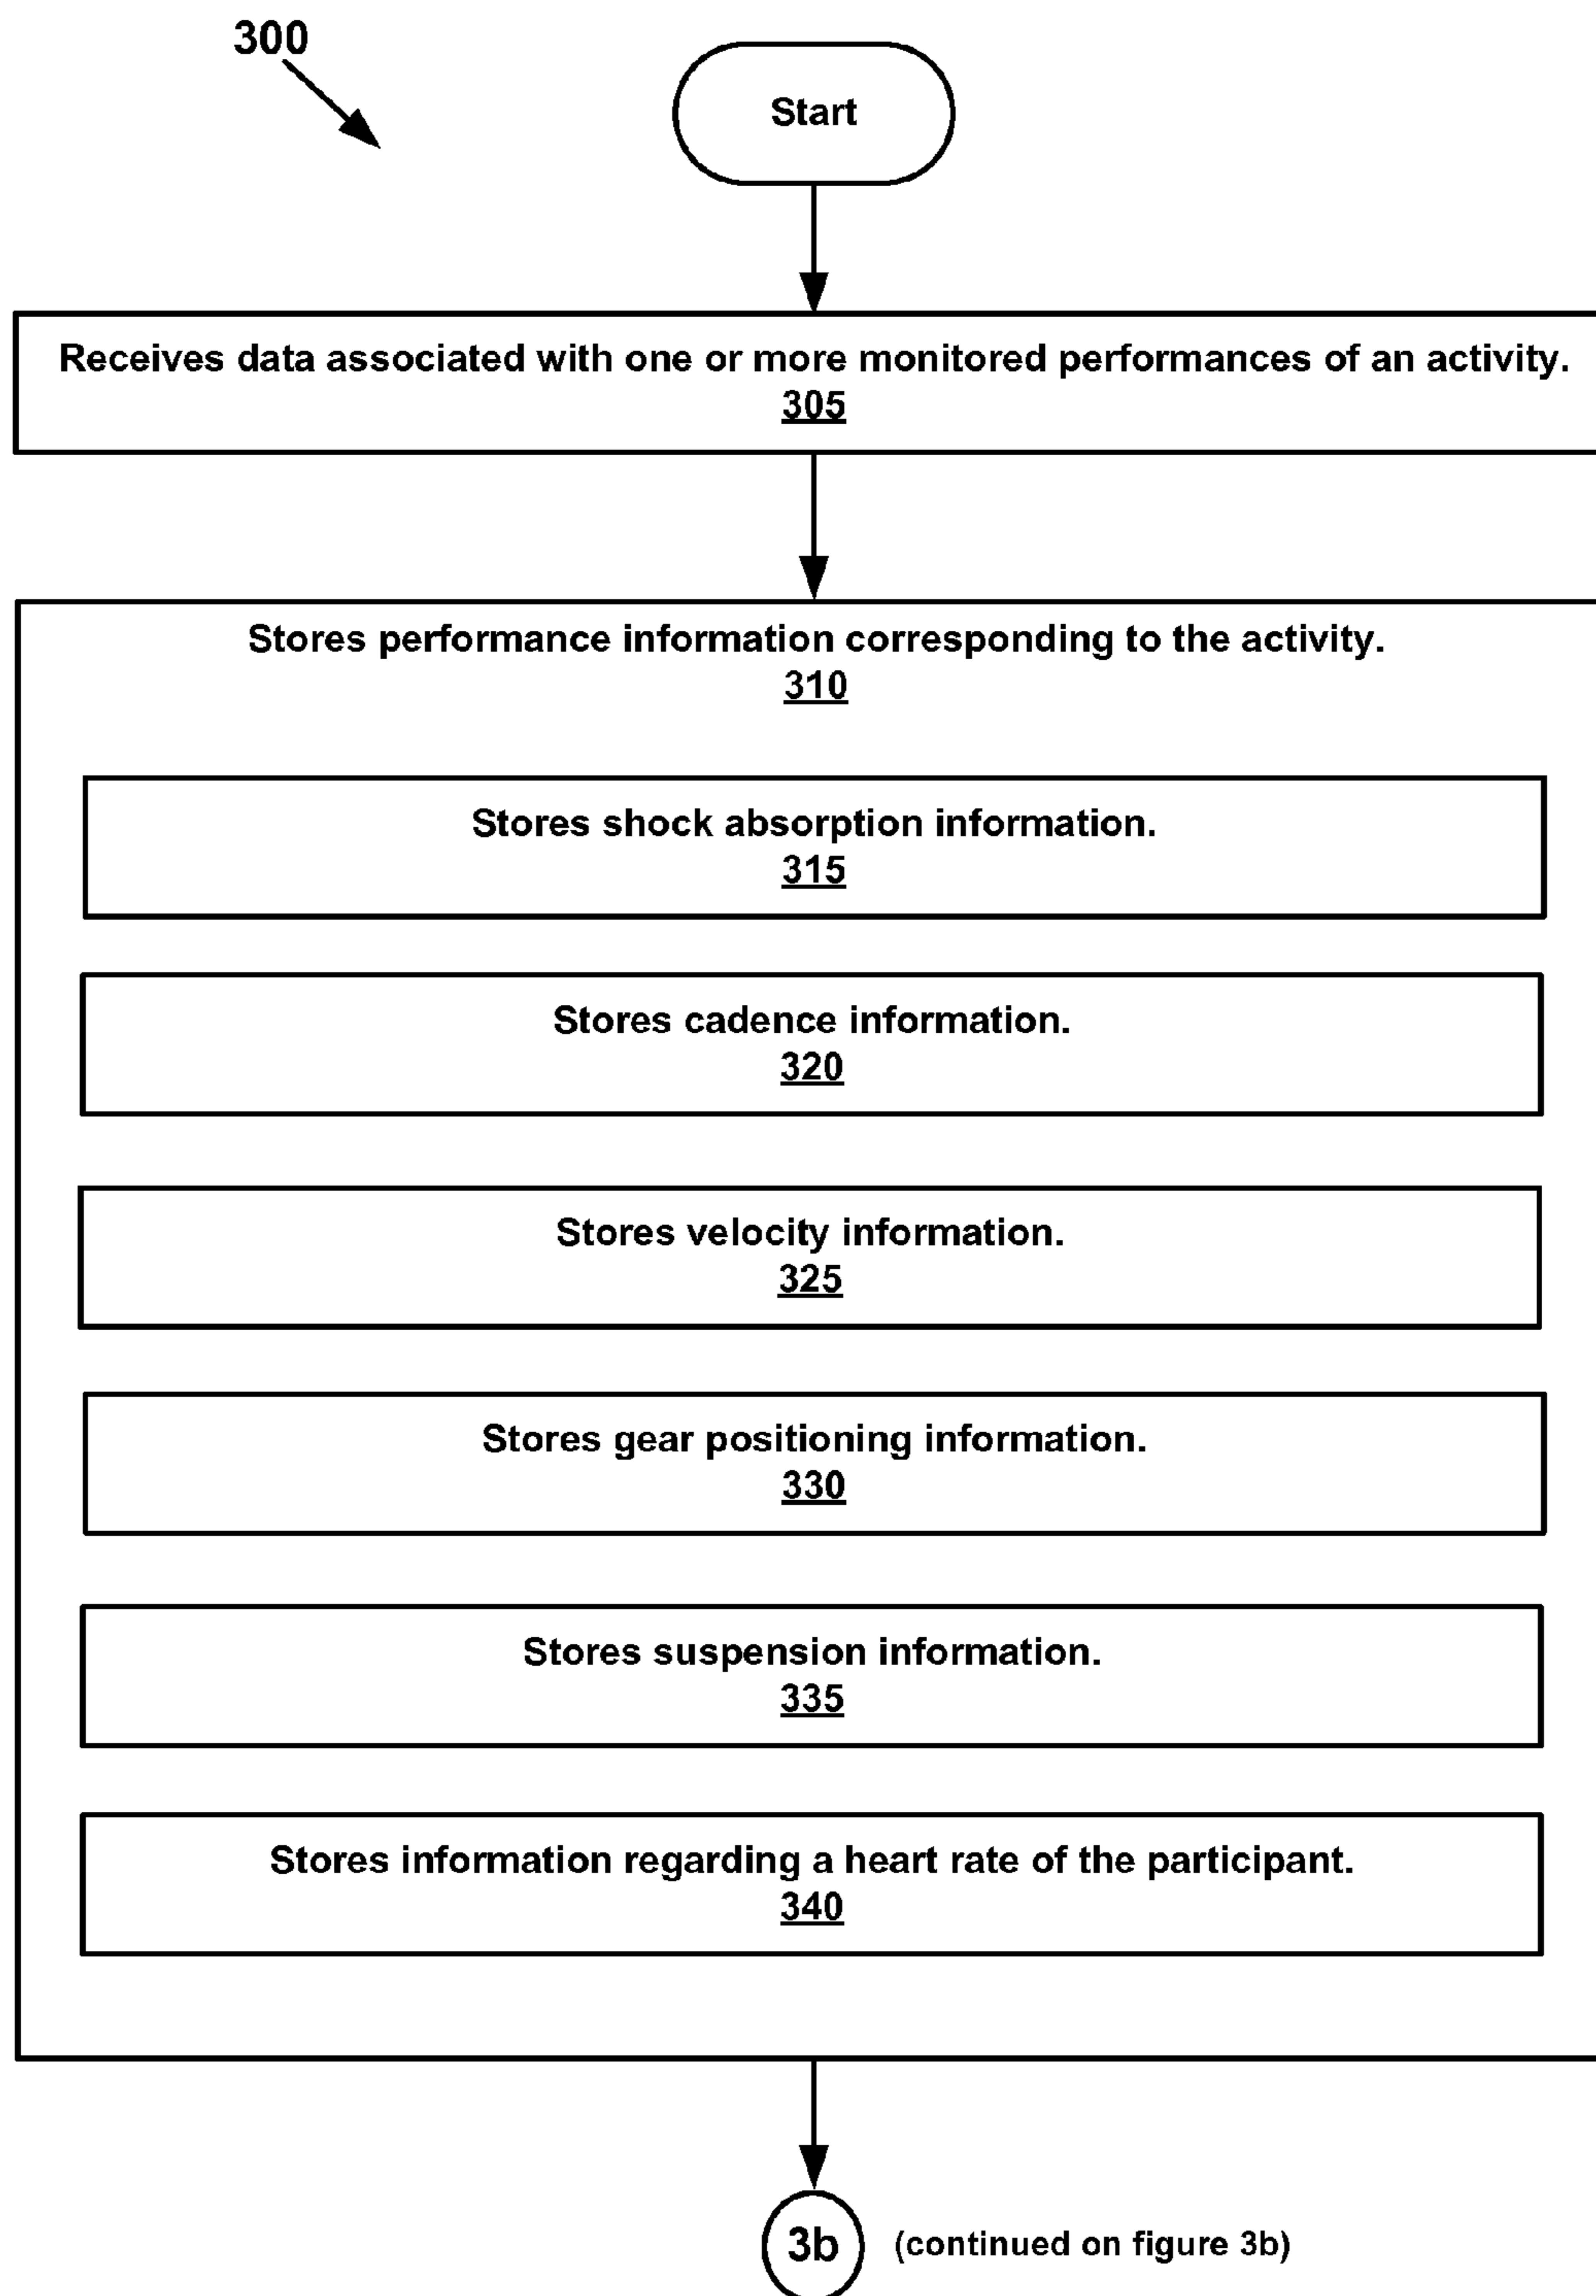 300
Start
Receives data associated with one or more monitored performances of an activity.
305
Stores performance information corresponding to the activity.
310
Stores shock absorption information.
315
Stores cadence information.
320
Stores velocity information.
325
Stores gear positioning information.
330
Stores suspension information.
335
Stores information regarding a heart rate of the participant.
340
3b (continued on figure 3b)